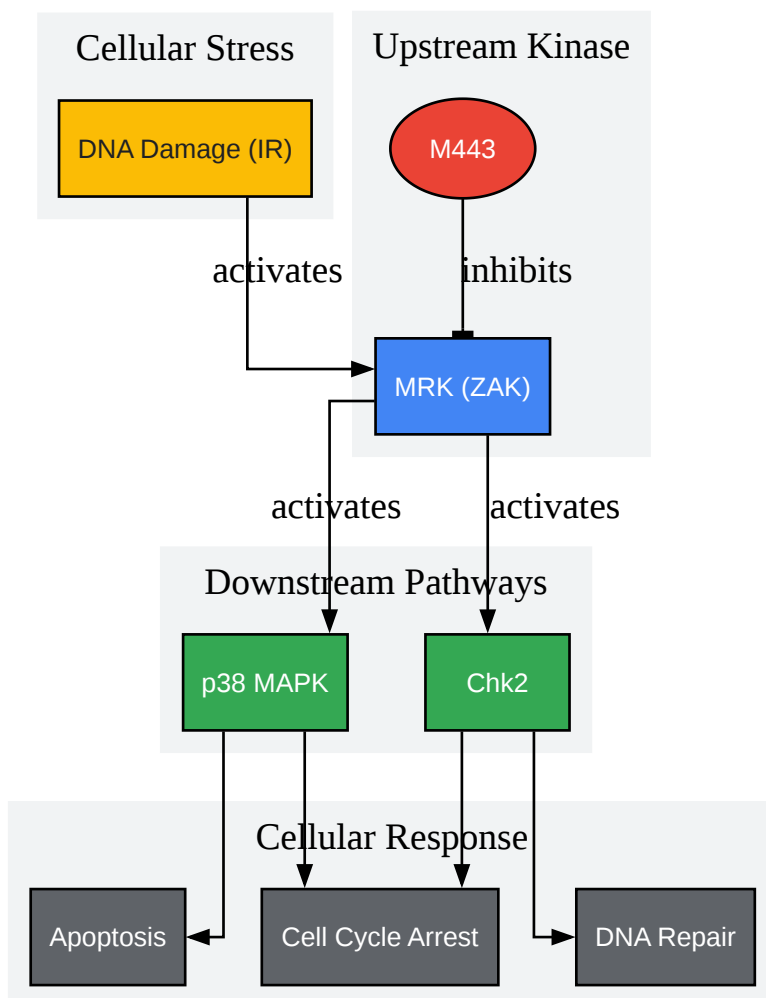 Cellular Stress
Upstream Kinase
DNA Damage (IR)
M443
activates
inhibits
MRK (ZAK)
activates
activates
Downstream Pathways
p38 MAPK
Chk2
Cellular Response
Apoptosis
Cell Cycle Arrest
DNA Repair